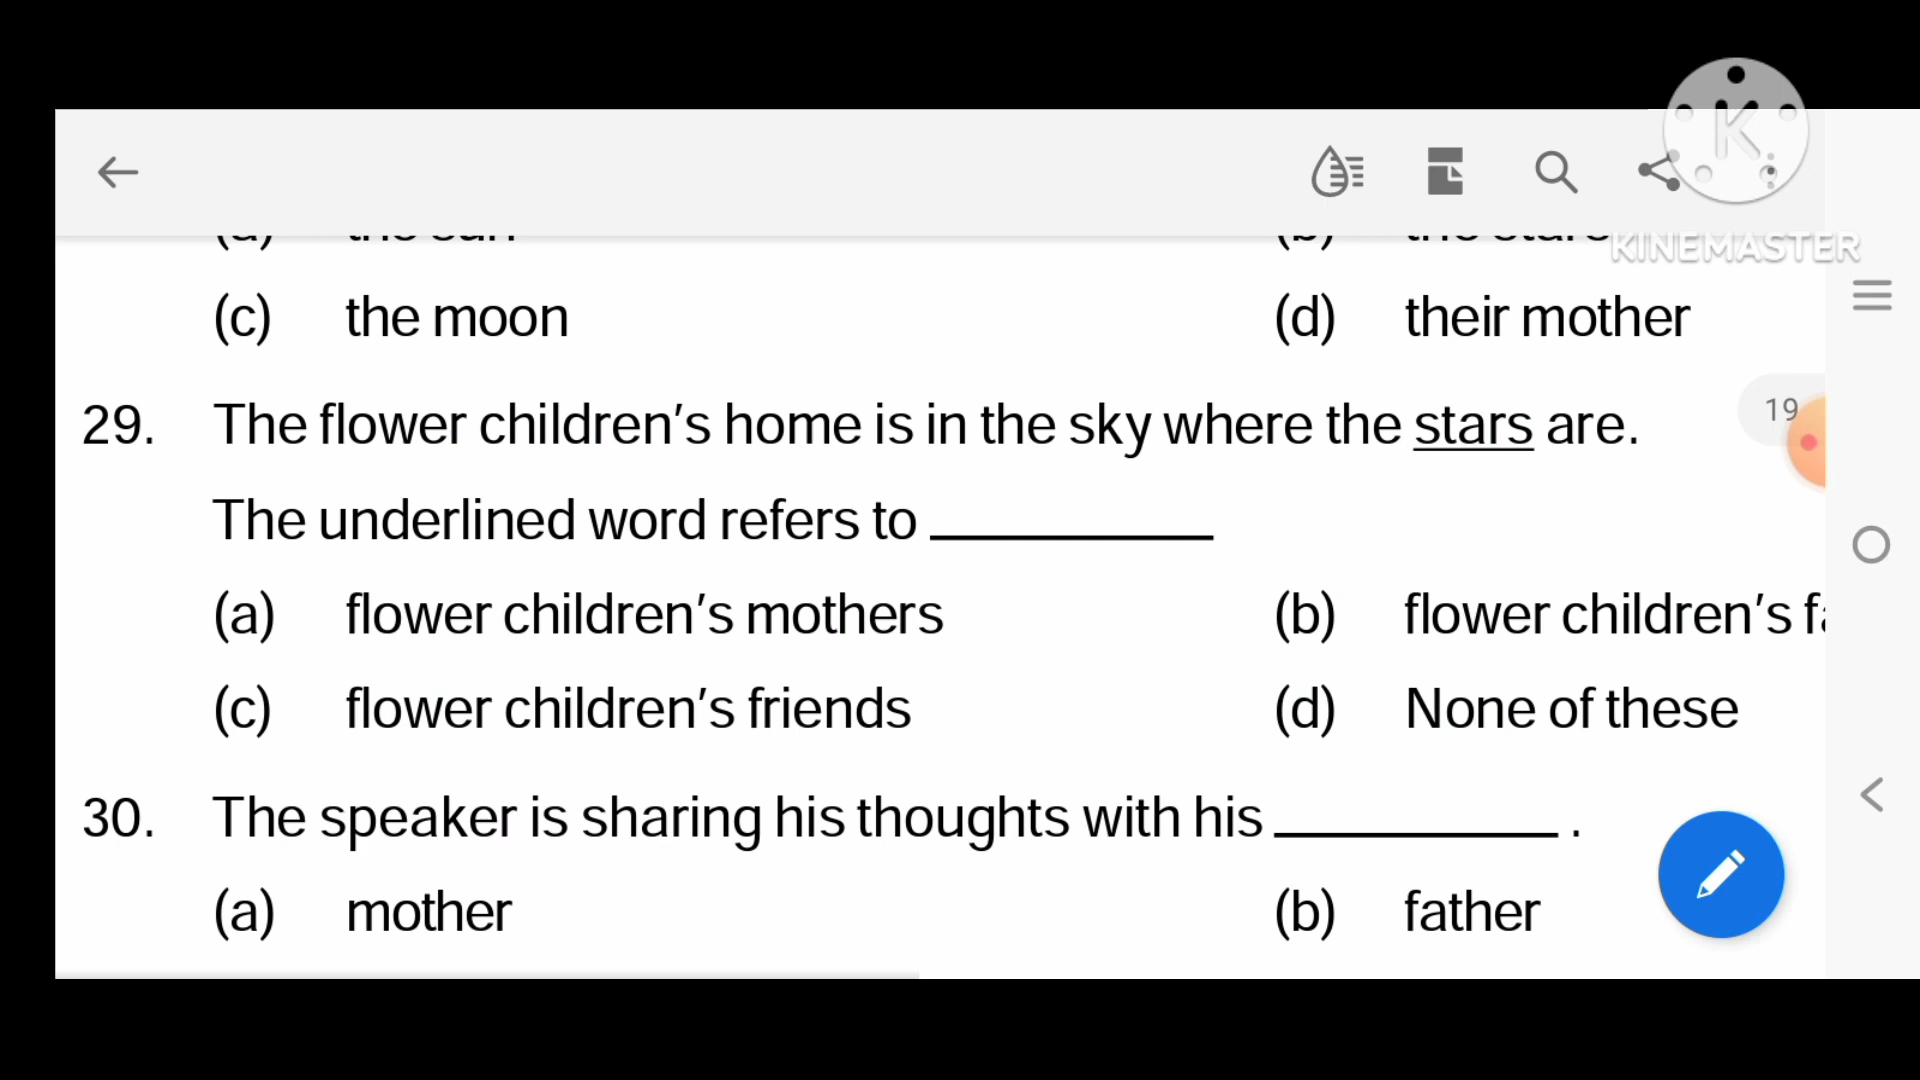 KINEMASTER
(c) the moon (d) their mother
19
29. The flower children's home is in the sky where the stars are.
The underlined word refers to __________
(a) flower children's mothers (b) flower children's
(c) flower children's friends (d) None of these
30. The speaker is sharing his thoughts with his __________ .
(a) mother (b) father